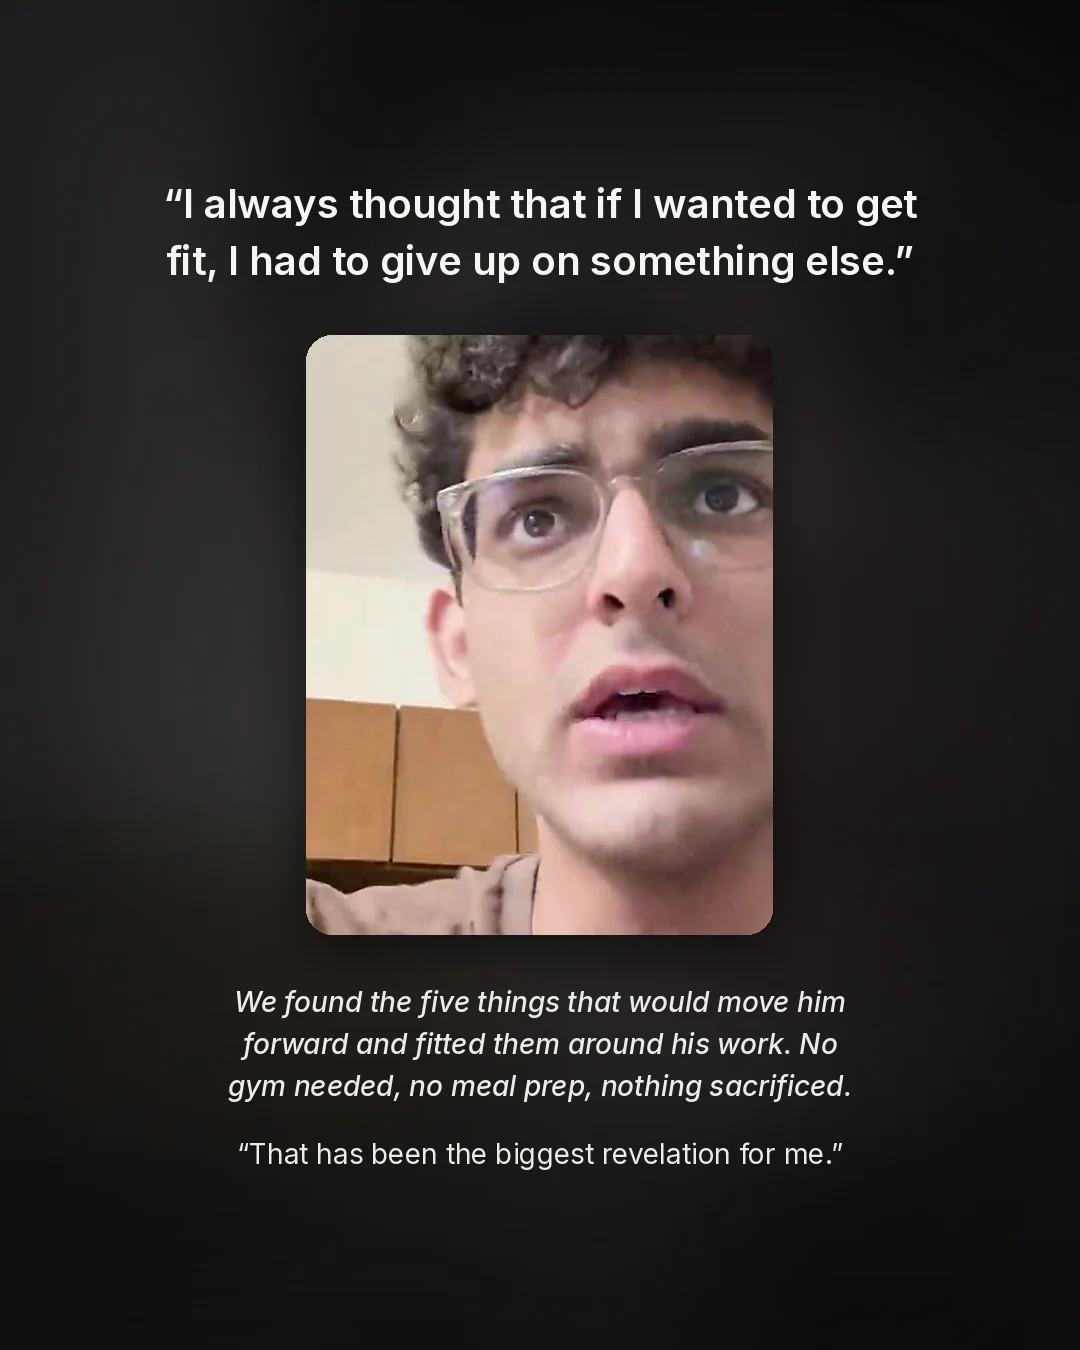 “I always thought that if I wanted to get
fit, I had to give up on something else.”
We found the five things that would move him
forward and fitted them around his work. No
gym needed, no meal prep, nothing sacrificed.
“That has been the biggest revelation for me.”